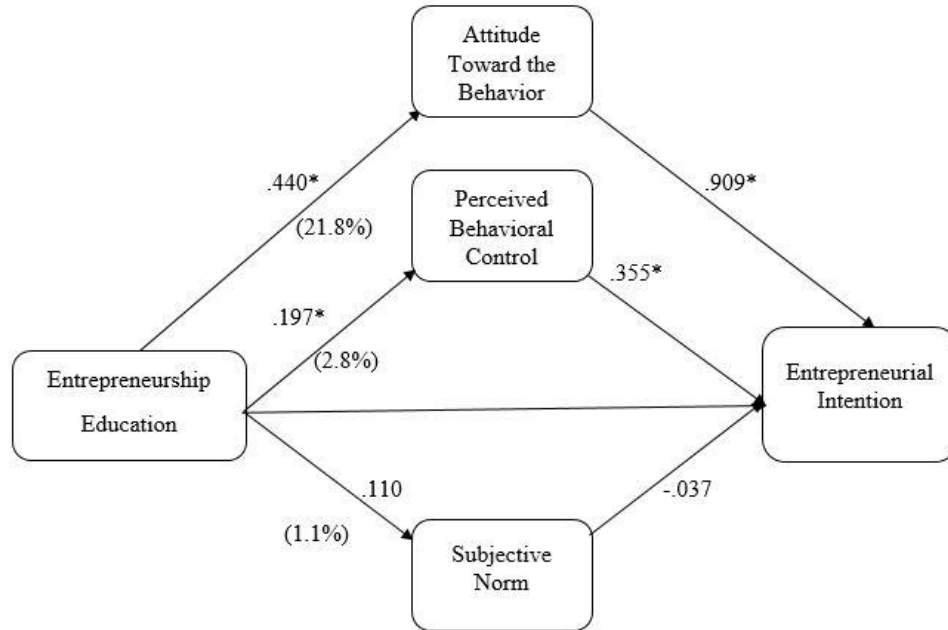 Attitude
Toward the
Behavior
.440*
(21.8%)
.909*
Perceived
Behavioral
Control
.197*
(2.8%)
.355*
Entrepreneurship
Education
Entrepreneurial
Intention
.110
(1.1%)
-.037
Subjective
Norm